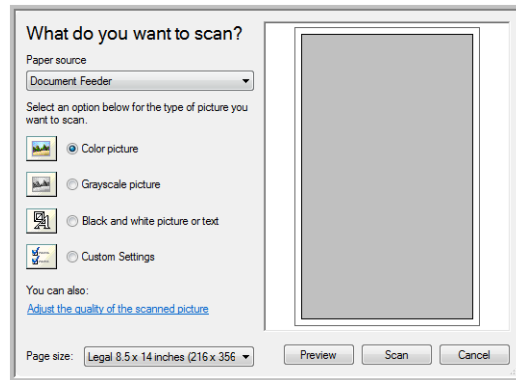 What do you want to scan?
Paper source
Document Feeder
Select an option below for the type of picture you
want to scan.
Color picture
Grayscale picture
Black and white picture or text
Custom Settings
You can also:
Adjust the quality of the scanned picture
Page size: Legal 8.5 x 14 inches (216 x 356
Preview Scan Cancel